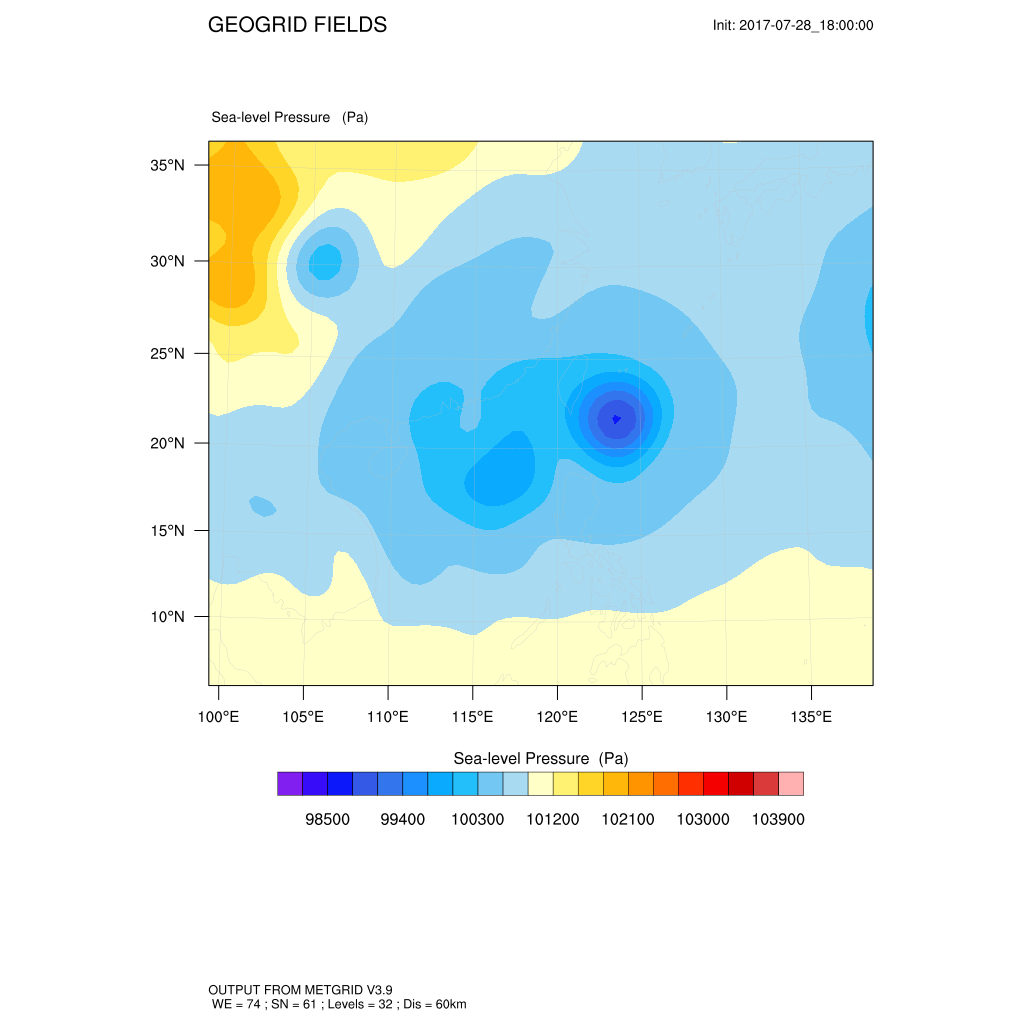 GEOGRID FIELDS
Init: 2017-07-28_18:00:00
Sea-level Pressure (Pa)
35°N
30°N
25°N
20°N
15°N
10°N
100°E 105°E 110°E 115°E 120°E 125°E 130°E 135°E
Sea-level Pressure (Pa)
98500 99400 100300 101200 102100 103000 103900
OUTPUT FROM METGRID V3.9
WE = 74 ; SN = 61 ; Levels = 32 ; Dis = 60km